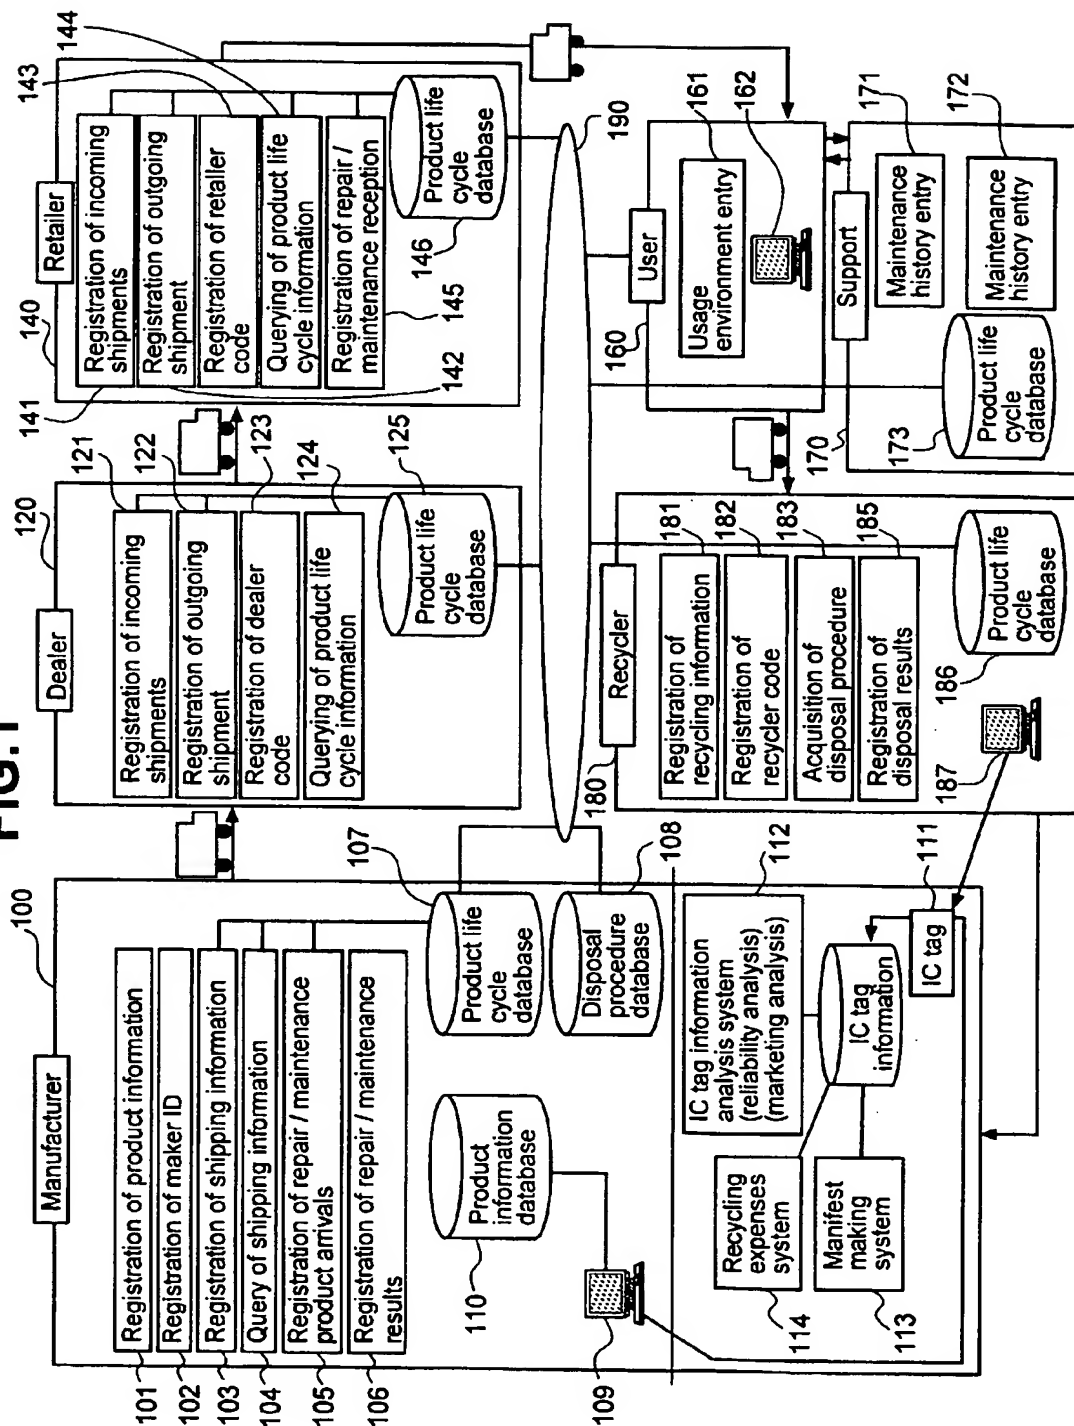 FIG.1
100
Manufacturer
101
Registration of product information
102
Registration of maker ID
103
Registration of shipping information
104
Query of shipping information
105
Registration of repair / maintenance
product arrivals
106
Registration of repair / maintenance
results
107
Product life
cycle
database
108
Disposal
procedure
database
110
Product
information
database
109
112
IC tag information
analysis system
(reliability analysis)
(marketing analysis)
111
IC tag
IC tag
information
Recycling
expenses
system
114
Manifest
making
system
113
120
Dealer
121
Registration of incoming
shipments
122
Registration of outgoing
shipment
123
Registration of dealer
code
124
Querying of product life
cycle information
125
Product life
cycle
database
140
Retailer
141
Registration of incoming
shipments
142
Registration of outgoing
shipment
143
Registration of retailer
code
144
Querying of product life
cycle information
145
Registration of repair /
maintenance reception
146
Product life
cycle
database
190
160
User
161
Usage
environment entry
162
170
Support
171
Maintenance
history entry
172
Maintenance
history entry
173
Product life
cycle
database
180
Recycler
181
Registration of
recycling information
182
Registration of
recycler code
183
Acquisition of
disposal procedure
185
Registration of
disposal results
186
Product life
cycle
database
187